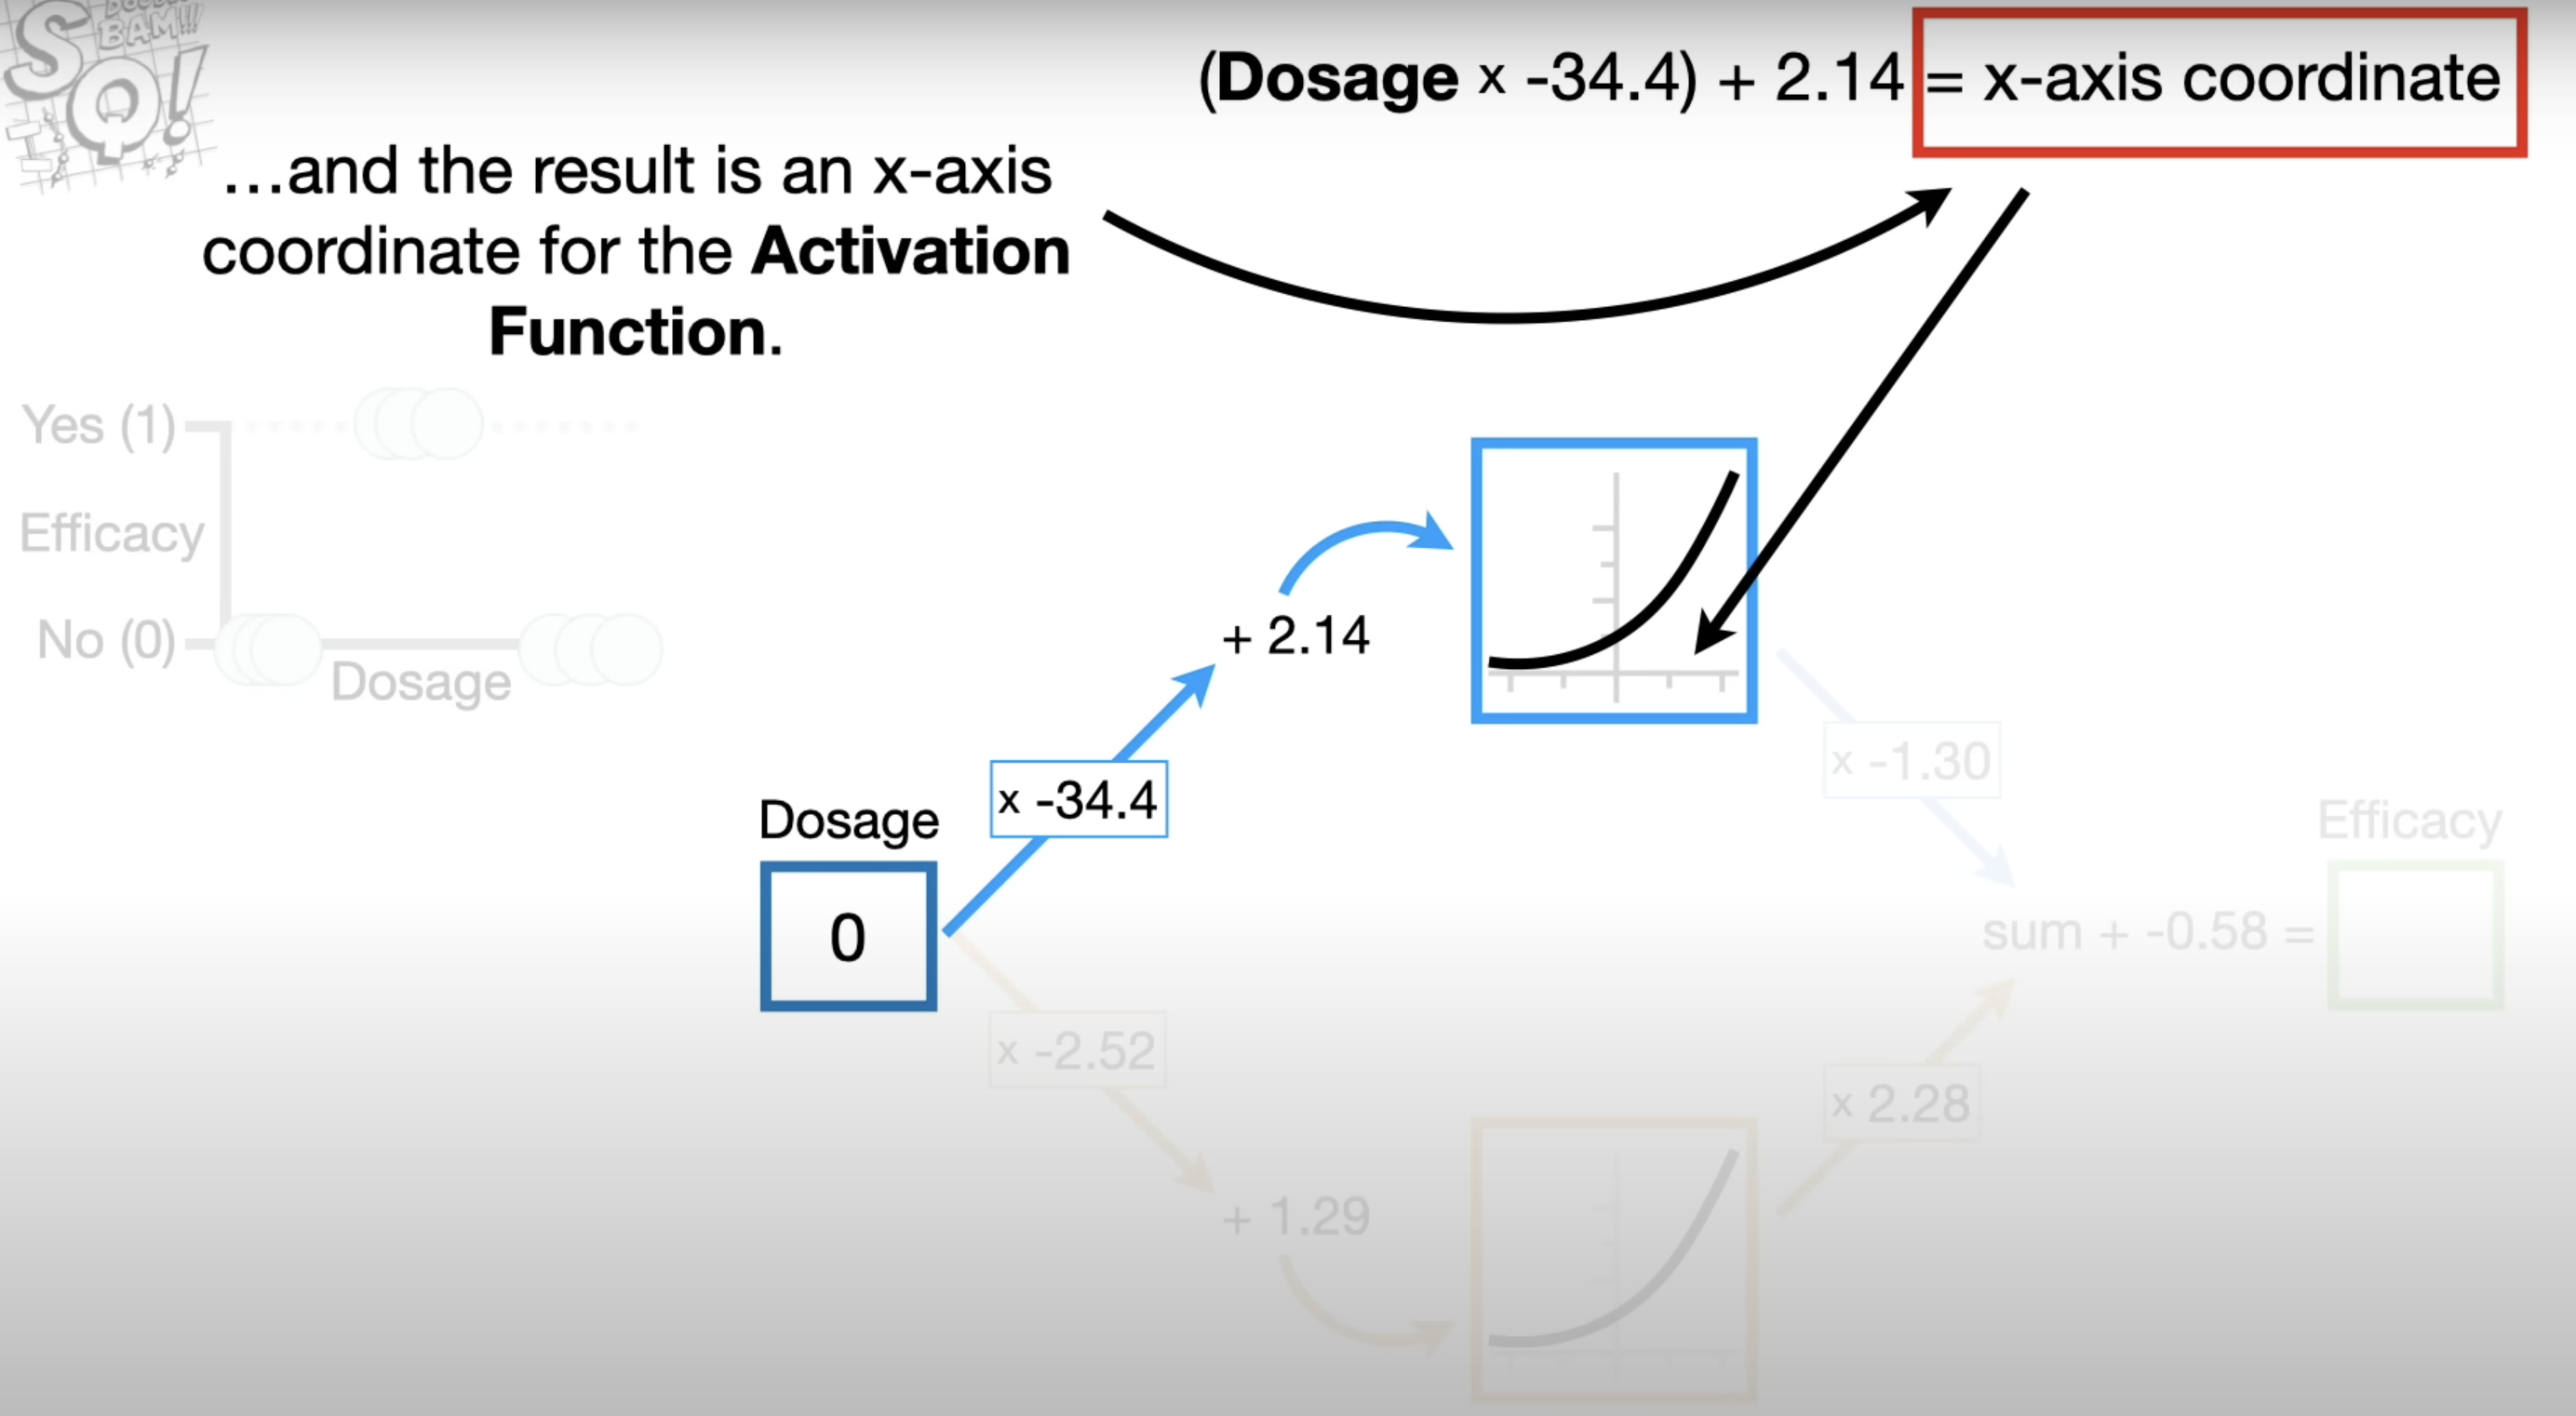 DOUBLE
BAM!!!
SQ!
(Dosage x -34.4) + 2.14 = x-axis coordinate
...and the result is an x-axis
coordinate for the Activation
Function.
Yes (1)
Efficacy
No (0)
Dosage
+ 2.14
x -34.4
Dosage
0
x -1.30
Efficacy
sum + -0.58 =
x -2.52
x 2.28
+ 1.29